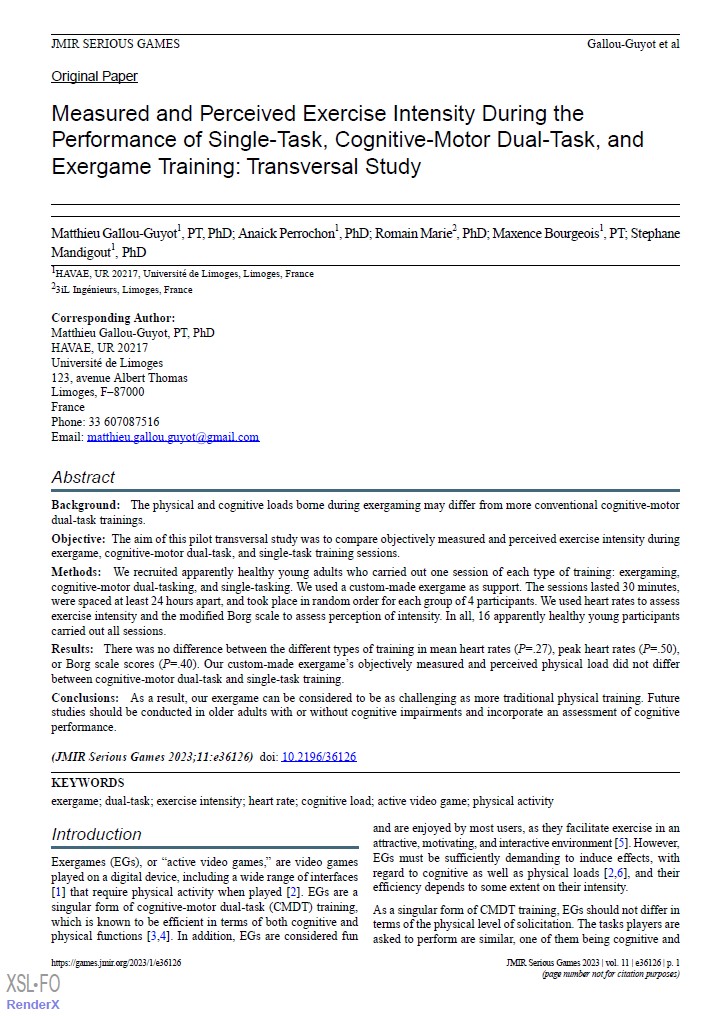 JMIR SERIOUS GAMES Gallou-Guyot et al
Original Paper
Measured and Perceived Exercise Intensity During the
Performance of Single-Task, Cognitive-Motor Dual-Task, and
Exergame Training: Transversal Study
Matthieu Gallou-Guyot1, PT, PhD; Anaick Perrochon1, PhD; Romain Marie2, PhD; Maxence Bourgeois1, PT; Stephane
Mandigout1, PhD
1HAVAE, UR 20217, Université de Limoges, Limoges, France
23iL Ingénieurs, Limoges, France
Corresponding Author:
Matthieu Gallou-Guyot, PT, PhD
HAVAE, UR 20217
Université de Limoges
123, avenue Albert Thomas
Limoges, F–87000
France
Phone: 33 607087516
Email: matthieu.gallou.guyot@gmail.com
Abstract
Background: The physical and cognitive loads borne during exergaming may differ from more conventional cognitive-motor
dual-task trainings.
Objective: The aim of this pilot transversal study was to compare objectively measured and perceived exercise intensity during
exergame, cognitive-motor dual-task, and single-task training sessions.
Methods: We recruited apparently healthy young adults who carried out one session of each type of training: exergaming,
cognitive-motor dual-tasking, and single-tasking. We used a custom-made exergame as support. The sessions lasted 30 minutes,
were spaced at least 24 hours apart, and took place in random order for each group of 4 participants. We used heart rates to assess
exercise intensity and the modified Borg scale to assess perception of intensity. In all, 16 apparently healthy young participants
carried out all sessions.
Results: There was no difference between the different types of training in mean heart rates (P=.27), peak heart rates (P=.50),
or Borg scale scores (P=.40). Our custom-made exergame's objectively measured and perceived physical load did not differ
between cognitive-motor dual-task and single-task training.
Conclusions: As a result, our exergame can be considered to be as challenging as more traditional physical training. Future
studies should be conducted in older adults with or without cognitive impairments and incorporate an assessment of cognitive
performance.
(JMIR Serious Games 2023;11:e36126) doi: 10.2196/36126
KEYWORDS
exergame; dual-task; exercise intensity; heart rate; cognitive load; active video game; physical activity
Introduction
Exergames (EGs), or “active video games,” are video games
played on a digital device, including a wide range of interfaces
[1] that require physical activity when played [2]. EGs are a
singular form of cognitive-motor dual-task (CMDT) training,
which is known to be efficient in terms of both cognitive and
physical functions [3,4]. In addition, EGs are considered fun
and are enjoyed by most users, as they facilitate exercise in an
attractive, motivating, and interactive environment [5]. However,
EGs must be sufficiently demanding to induce effects, with
regard to cognitive as well as physical loads [2,6], and their
efficiency depends to some extent on their intensity.
As a singular form of CMDT training, EGs should not differ in
terms of the physical level of solicitation. The tasks players are
asked to perform are similar, one of them being cognitive and
https://games.jmir.org/2023/1/e36126 JMIR Serious Games 2023 | vol. 11 | e36126 | p. 1
(page number not for citation purposes)
XSL•FO
RenderX